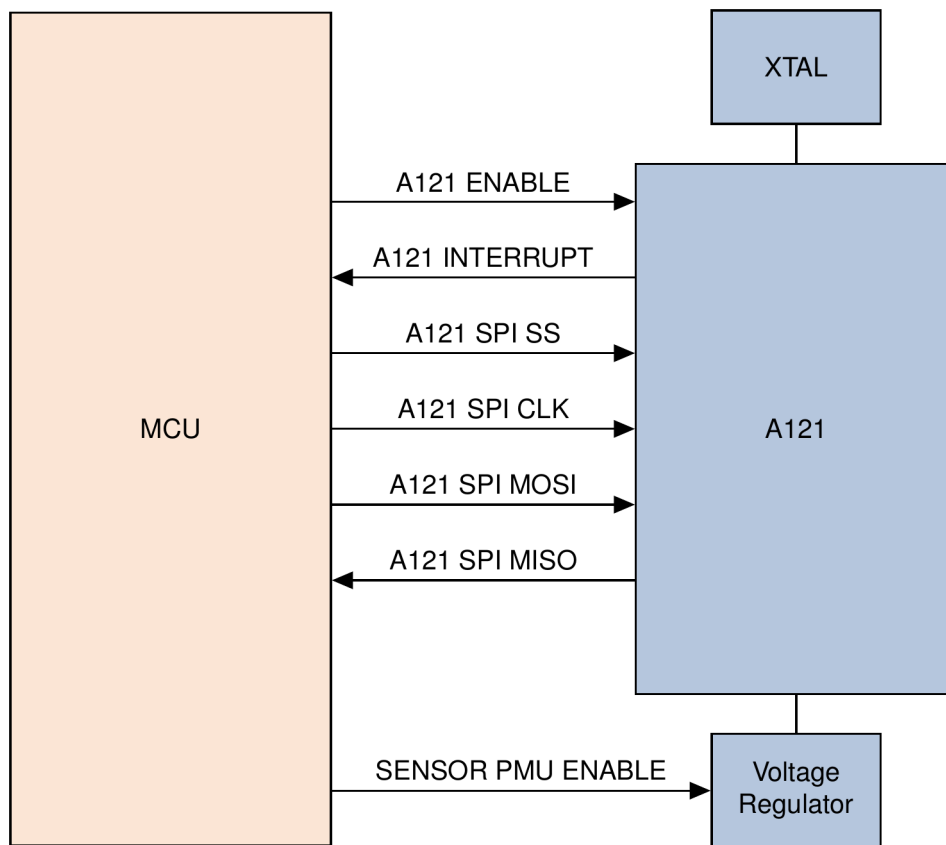 XTAL
A121 ENABLE
A121 INTERRUPT
A121 SPI SS
A121 SPI CLK
MCU
A121
A121 SPI MOSI
A121 SPI MISO
SENSOR PMU ENABLE
Voltage
Regulator